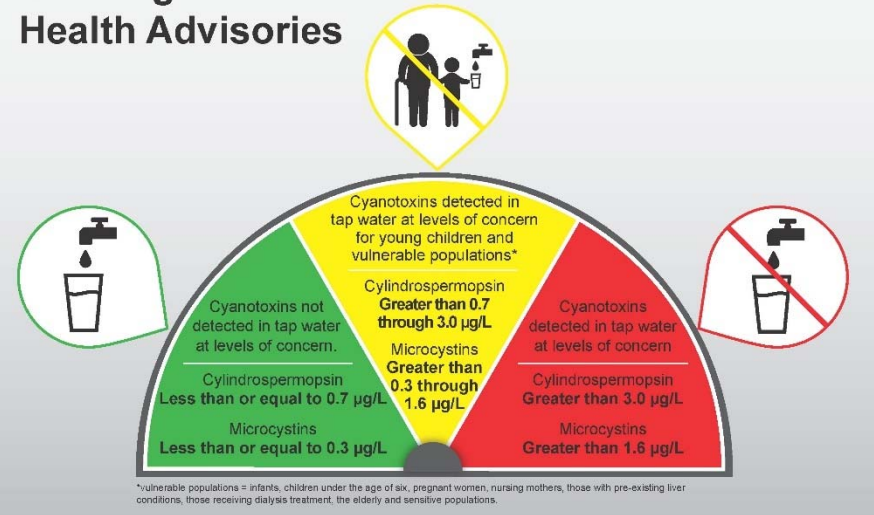 Health Advisories
Cyanotoxins detected in
tap water at levels of concern
for young children and
vulnerable populations*
Cylindrospermopsin
Greater than 0.7
through 3.0 µg/L
Microcystins
Greater than
0.3 through
1.6 µg/L
Cyanotoxins not
detected in tap water
at levels of concern.
Cylindrospermopsin
Less than or equal to 0.7 µg/L
Microcystins
Less than or equal to 0.3 µg/L
Cyanotoxins
detected in tap water
at levels of concern
Cylindrospermopsin
Greater than 3.0 µg/L
Microcystins
Greater than 1.6 µg/L
*vulnerable populations = infants, children under the age of six, pregnant women, nursing mothers, those with pre-existing liver
conditions, those receiving dialysis treatment, the elderly and sensitive populations.